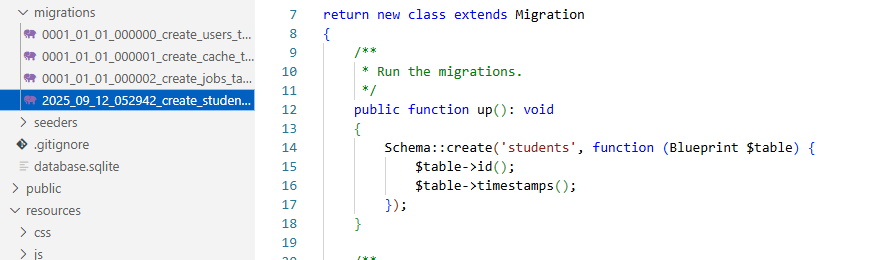 migrations
0001_01_01_000000_create_users_t...
0001_01_01_000001_create_cache_t...
0001_01_01_000002_create_jobs_ta...
2025_09_12_052942_create_studen...
seeders
.gitignore
database.sqlite
public
resources
css
js
7 return new class extends Migration
8 {
9 /**
10 * Run the migrations.
11 */
12 public function up(): void
13 {
14 Schema::create('students', function (Blueprint $table) {
15 $table->id();
16 $table->timestamps();
17 });
18 }
19
20 /**